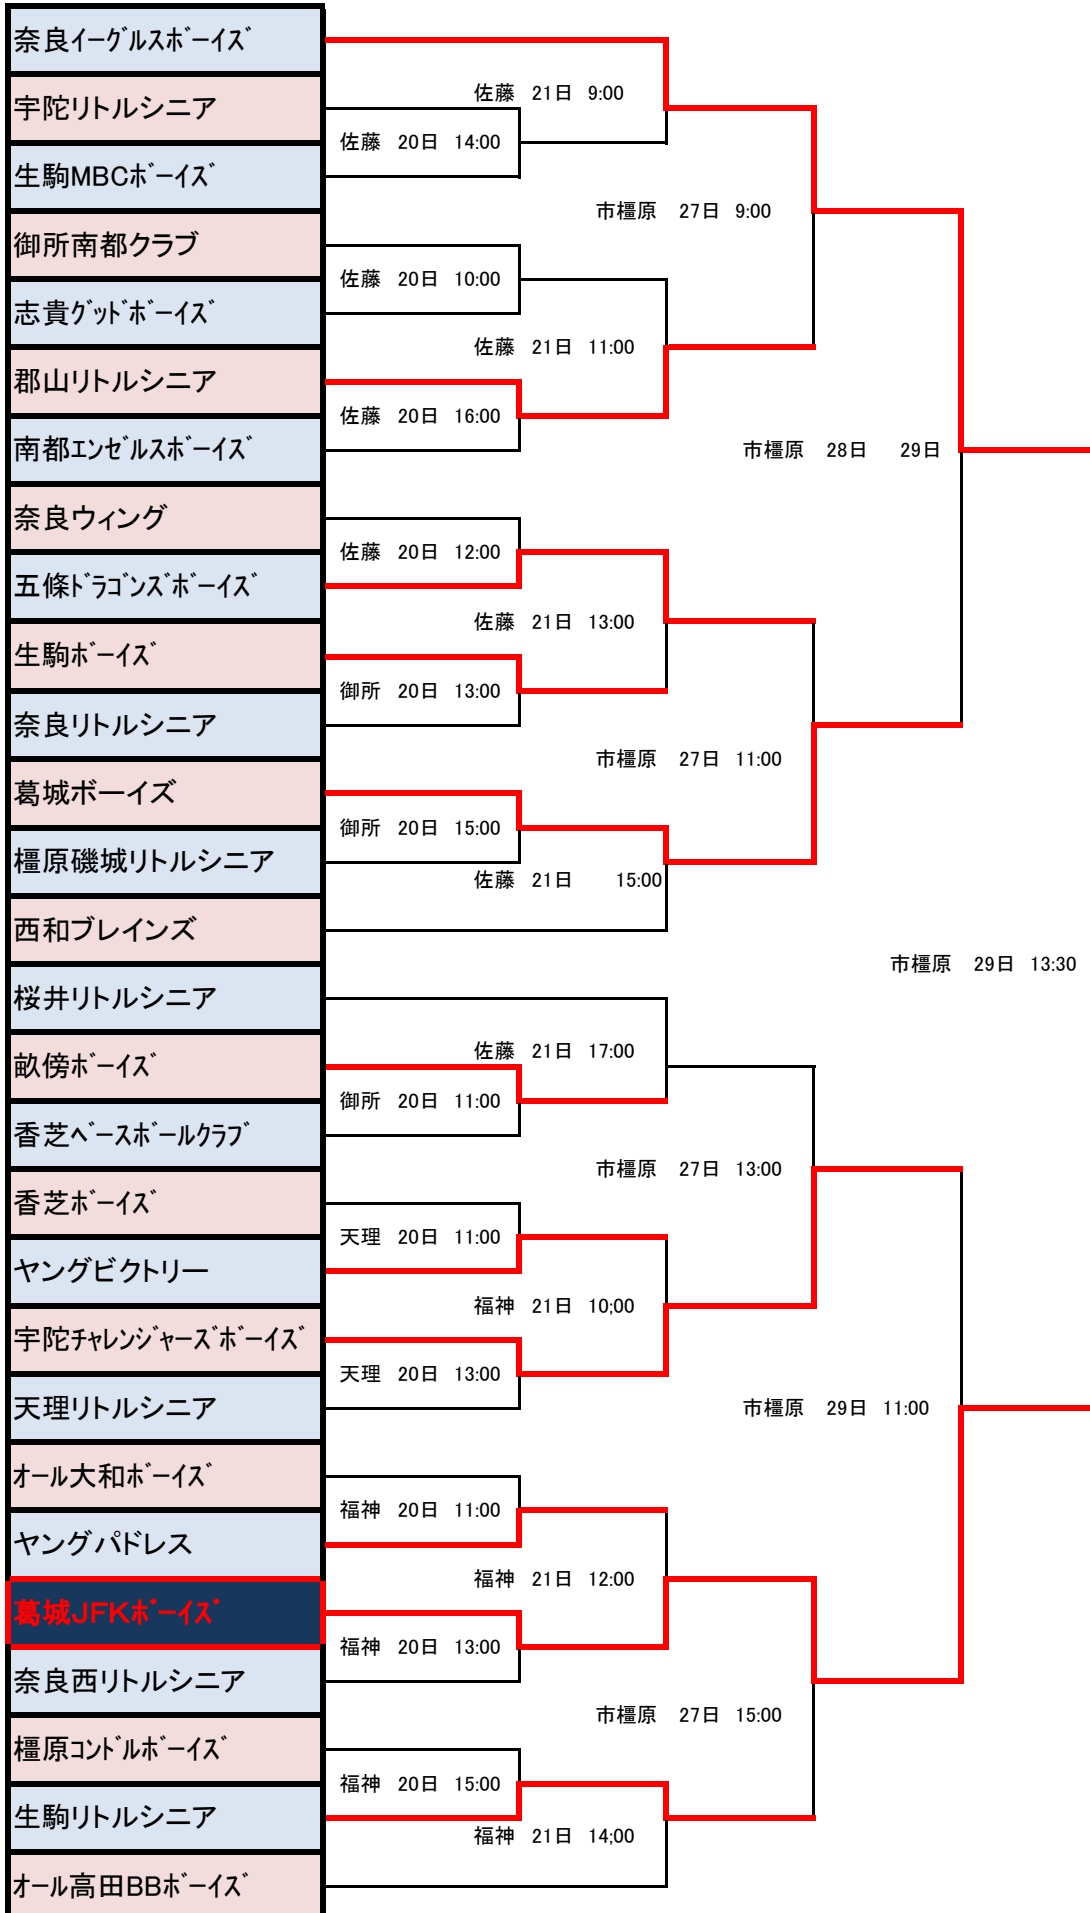 奈良イーグルスボーイズ
佐藤 21日 9:00
宇陀リトルシニア
佐藤 20日 14:00
生駒MBCボーイズ
市橿原 27日 9:00
御所南都クラブ
佐藤 20日 10:00
志貴グッドボーイズ
佐藤 21日 11:00
郡山リトルシニア
佐藤 20日 16:00
南都エンゼルスボーイズ
市橿原 28日 29日
奈良ウィング
佐藤 20日 12:00
五條ドラゴンズボーイズ
佐藤 21日 13:00
生駒ボーイズ
御所 20日 13:00
奈良リトルシニア
市橿原 27日 11:00
葛城ボーイズ
御所 20日 15:00
橿原磯城リトルシニア
佐藤 21日 15:00
西和ブレインズ
市橿原 29日 13:30
桜井リトルシニア
佐藤 21日 17:00
畝傍ボーイズ
御所 20日 11:00
香芝ベースボールクラブ
市橿原 27日 13:00
香芝ボーイズ
天理 20日 11:00
ヤングビクトリー
福神 21日 10;00
宇陀チャレンジャーズボーイズ
天理 20日 13:00
天理リトルシニア
市橿原 29日 11:00
オール大和ボーイズ
福神 20日 11:00
ヤングパドレス
福神 21日 12:00
葛城JFKボーイズ
福神 20日 13:00
奈良西リトルシニア
市橿原 27日 15:00
橿原コンドルボーイズ
福神 20日 15:00
生駒リトルシニア
福神 21日 14;00
オール高田BBボーイズ